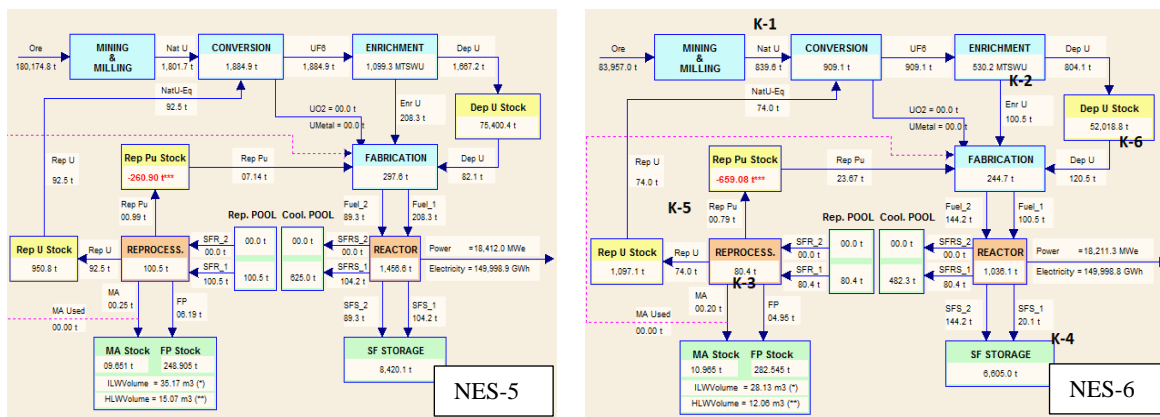 Ore
180,174.8 t
MINING
&
MILLING
Nat U
1,801.7 t
CONVERSION
1,884.9 t
UF6
1,884.9 t
ENRICHMENT
1,099.3 MTSWU
Dep U
1,667.2 t
NatU-Eq
92.5 t
UO2 = 00.0 t
UMetal = 00.0 t
Enr U
208.3 t
Dep U Stock
75,400.4 t
Rep U
92.5 t
Rep Pu Stock
-260.90 t***
Rep Pu
07.14 t
FABRICATION
297.6 t
Dep U
82.1 t
Rep Pu
00.99 t
Fuel_2
89.3 t
Fuel_1
208.3 t
Rep. POOL
Cool. POOL
Rep U Stock
950.8 t
Rep U
92.5 t
REPROCESS.
100.5 t
SFR_2
00.0 t
SFR_1
100.5 t
00.0 t
100.5 t
00.0 t
625.0 t
SFRS_2
00.0 t
SFRS_1
104.2 t
REACTOR
1,456.6 t
Power =18,412.0 MWe
Electricity =149,998.9 GWh
MA
00.25 t
FP
06.19 t
MA Used
00.00 t
SFS_2
89.3 t
SFS_1
104.2 t
MA Stock FP Stock
09.651 t 248.905 t
ILWVolume = 35.17 m3 (*)
HLWVolume = 15.07 m3 (**)
SF STORAGE
8,420.1 t
NES-5
K-1
Ore
83,957.0 t
MINING
&
MILLING
Nat U
839.6 t
CONVERSION
909.1 t
UF6
909.1 t
ENRICHMENT
530.2 MTSWU
K-2
Dep U
804.1 t
NatU-Eq
74.0 t
UO2 = 00.0 t
UMetal = 00.0 t
Enr U
100.5 t
Dep U Stock
52,018.8 t
K-6
Rep U
74.0 t
Rep Pu Stock
-659.08 t***
Rep Pu
23.67 t
FABRICATION
244.7 t
Dep U
120.5 t
K-5
Rep Pu
00.79 t
Fuel_2
144.2 t
Fuel_1
100.5 t
Rep. POOL
Cool. POOL
Rep U Stock
1,097.1 t
Rep U
74.0 t
REPROCESS.
80.4 t
K-3
SFR_2
00.0 t
SFR_1
80.4 t
00.0 t
80.4 t
00.0 t
482.3 t
SFRS_2
00.0 t
SFRS_1
80.4 t
REACTOR
1,036.1 t
Power =18,211.3 MWe
Electricity =149,998.8 GWh
MA
00.20 t
FP
04.95 t
MA Used
00.00 t
SFS_2
144.2 t
SFS_1
20.1 t
K-4
MA Stock FP Stock
10.965 t 282.545 t
ILWVolume = 28.13 m3 (*)
HLWVolume = 12.06 m3 (**)
SF STORAGE
6,605.0 t
NES-6